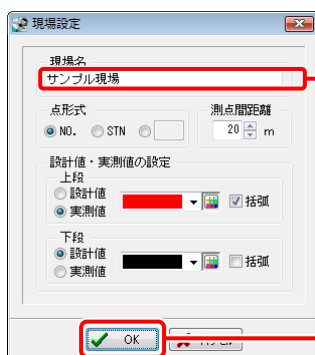 現場設定
現場名
サンプル現場
点形式
測点間距離
NO. STN
20 m
設計値・実測値の設定
上段
設計値
実測値
括弧
下段
設計値
実測値
括弧
OK